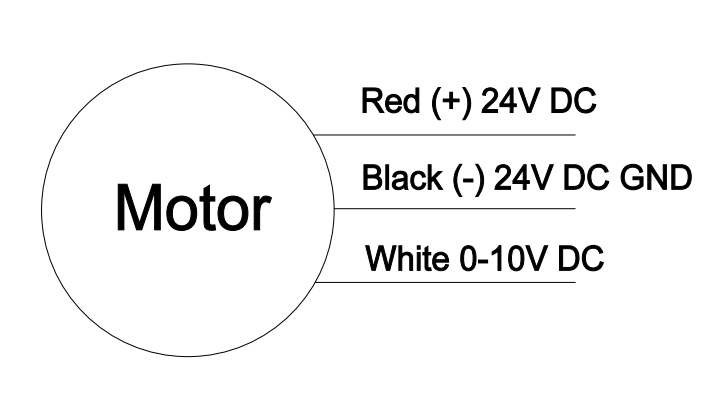 Red (+) 24V DC
Black (-) 24V DC GND
Motor
White 0-10V DC